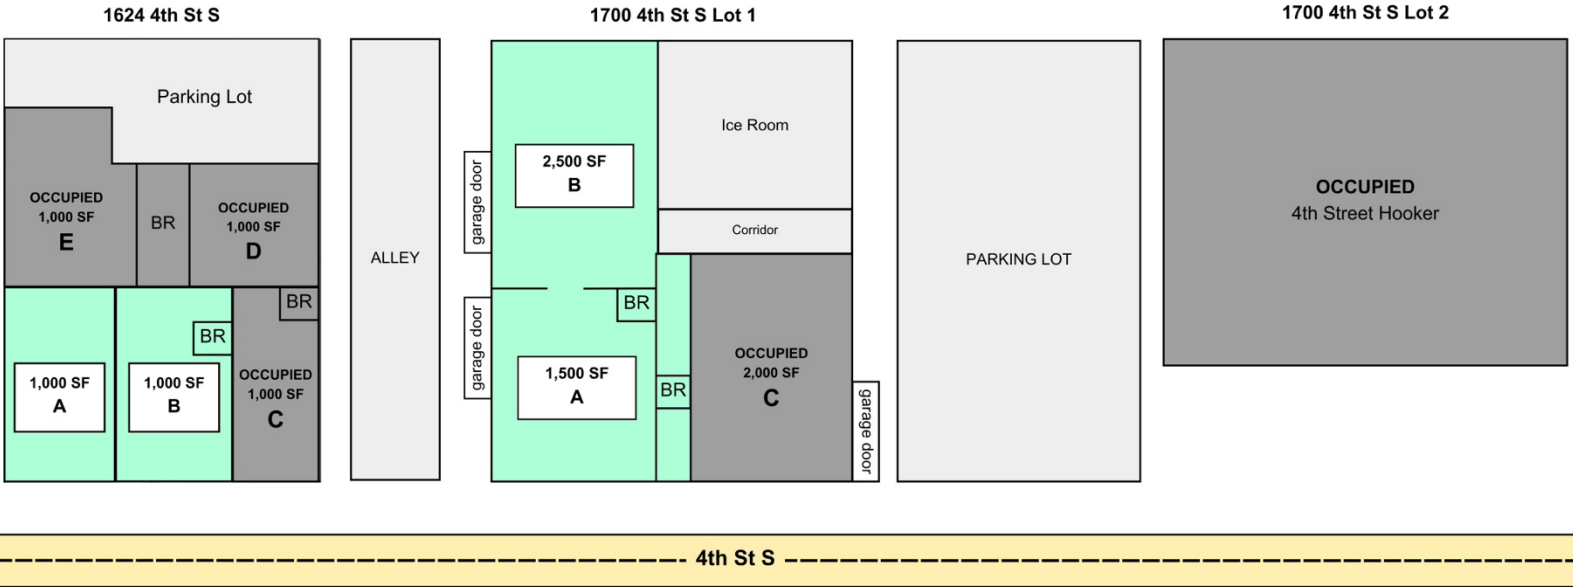 1624 4th St S
1700 4th St S Lot 1
1700 4th St S Lot 2
Parking Lot
OCCUPIED
1,000 SF
E
BR
OCCUPIED
1,000 SF
D
1,000 SF
A
1,000 SF
B
BR
BR
OCCUPIED
1,000 SF
C
ALLEY
garage door
garage door
2,500 SF
B
Ice Room
Corridor
BR
1,500 SF
A
BR
OCCUPIED
2,000 SF
C
garage door
PARKING LOT
OCCUPIED
4th Street Hooker
4th St S